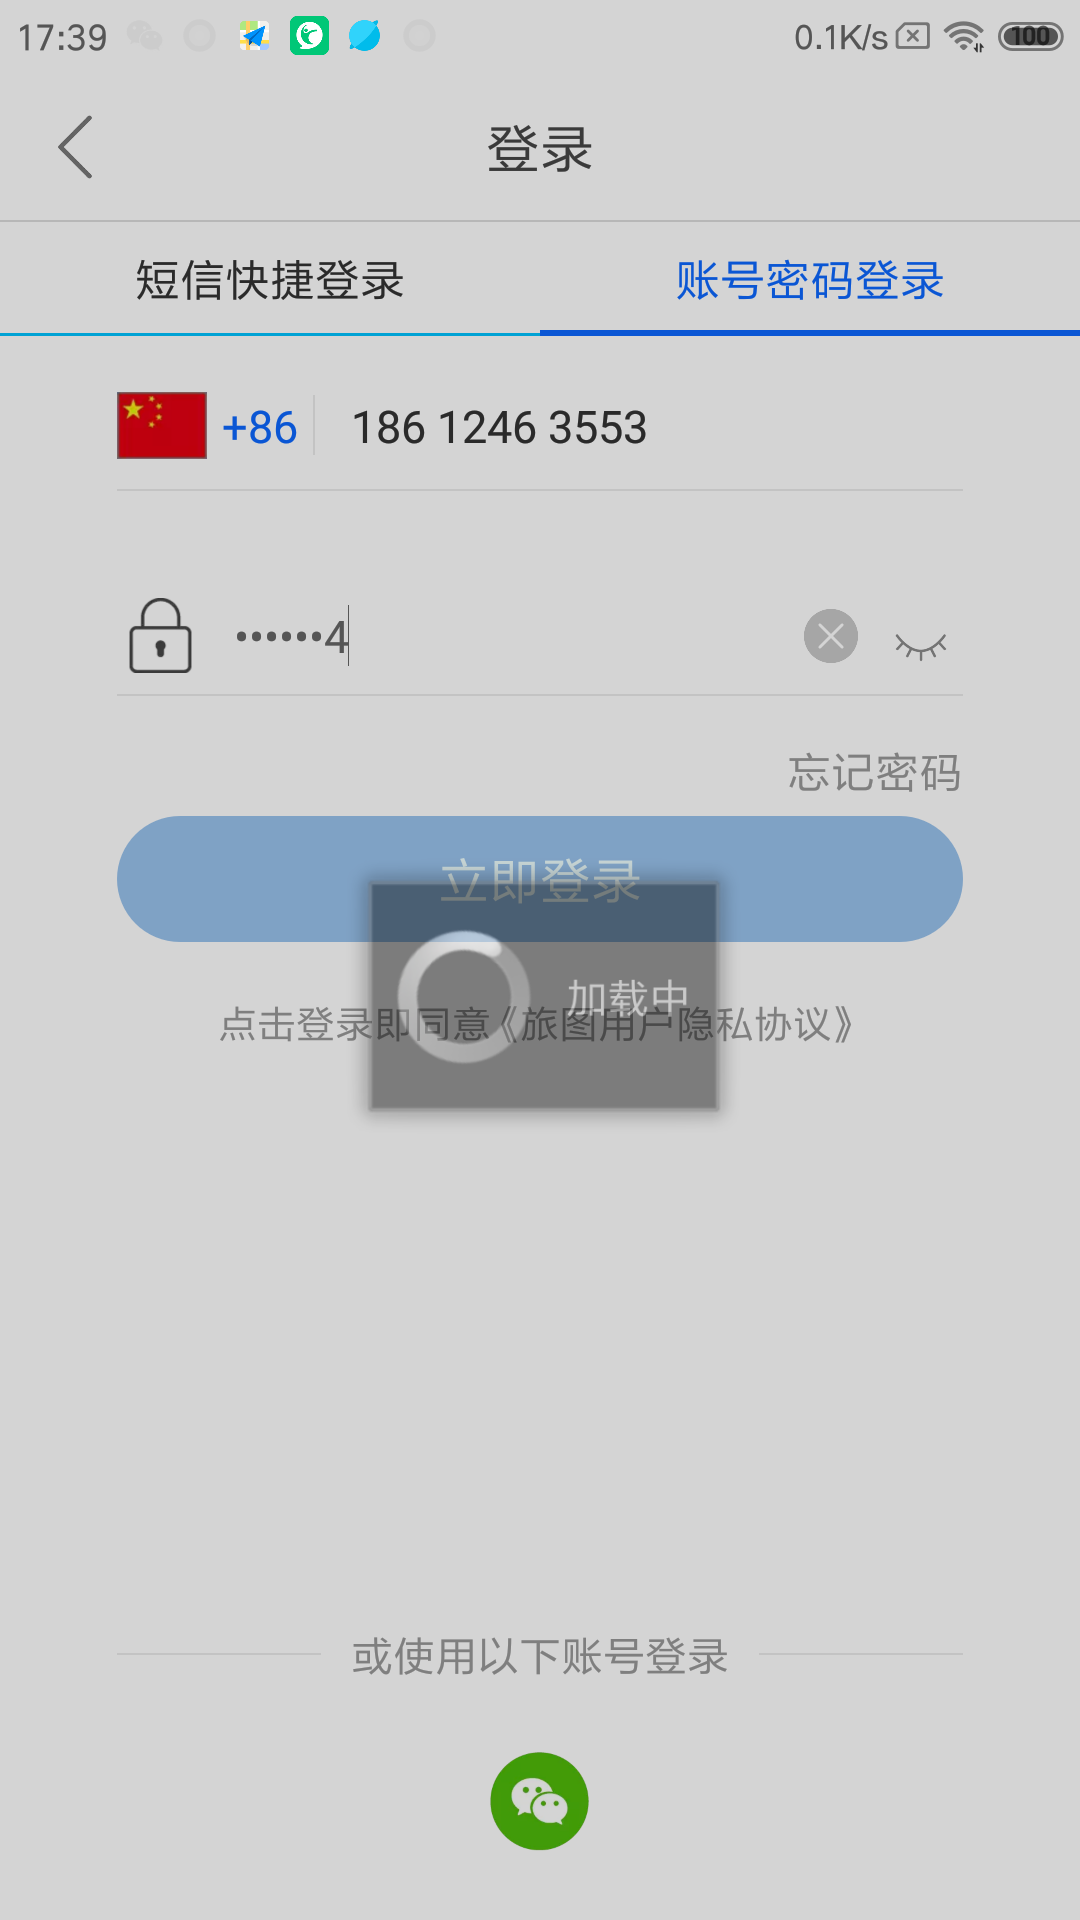 17:39 0.1K/s 100
登录
短信快捷登录 账号密码登录
+86 186 1246 3553
••••••4
忘记密码
立即登录
加载中
点击登录即同意《旅图用户隐私协议》
或使用以下账号登录